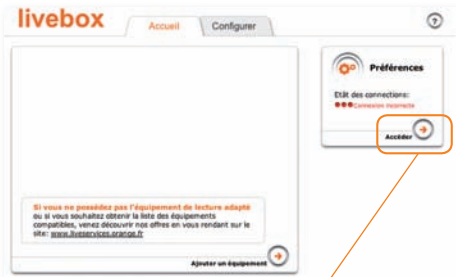 livebox
Accueil
Configurer
?
Préférences
Etât des connections:
Connexion incorrecte
Accéder
Si vous ne possédez pas l'équipement de lecture adapté
ou si vous souhaitez obtenir la liste des équipements
compatibles, venez découvrir nos offres en vous rendant sur le
site: www.liveservices.orange.fr
Ajouter un équipement